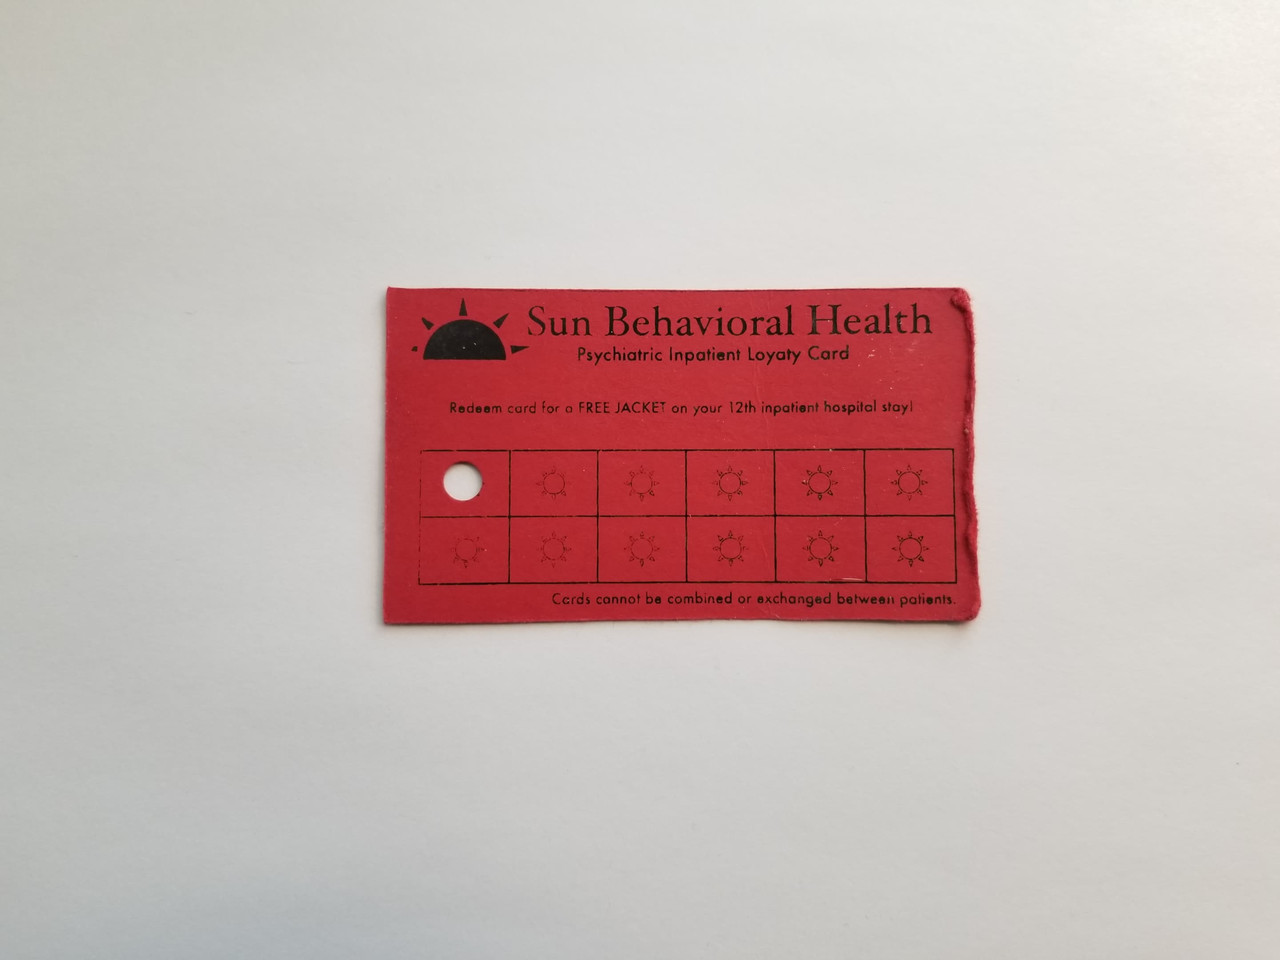 Sun Behavioral Health
Psychiatric Inpatient Loyaty Card
Redeem card for a FREE JACKET on your 12th inpatient hospital stay!
Cards cannot be combined or exchanged between patients.